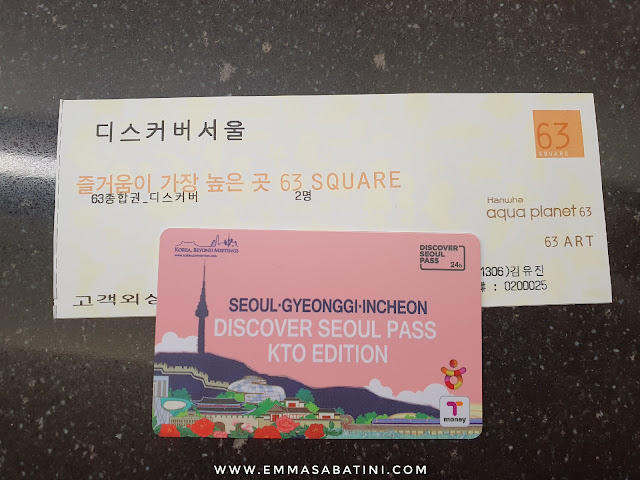 디스커버서울
63
SQUARE
즐거움이 가장 높은 곳 63 SQUARE
63종합권_디스커버 2명
Hanwha
aqua planet 63
63 ART
1306)김유진
: 0200025
고객외
KOREA, BEYOND MEETINGS
DISCOVER
SEOUL
PASS
24h
SEOUL·GYEONGGI·INCHEON
DISCOVER SEOUL PASS
KTO EDITION
T
money
WWW.EMMASABATINI.COM